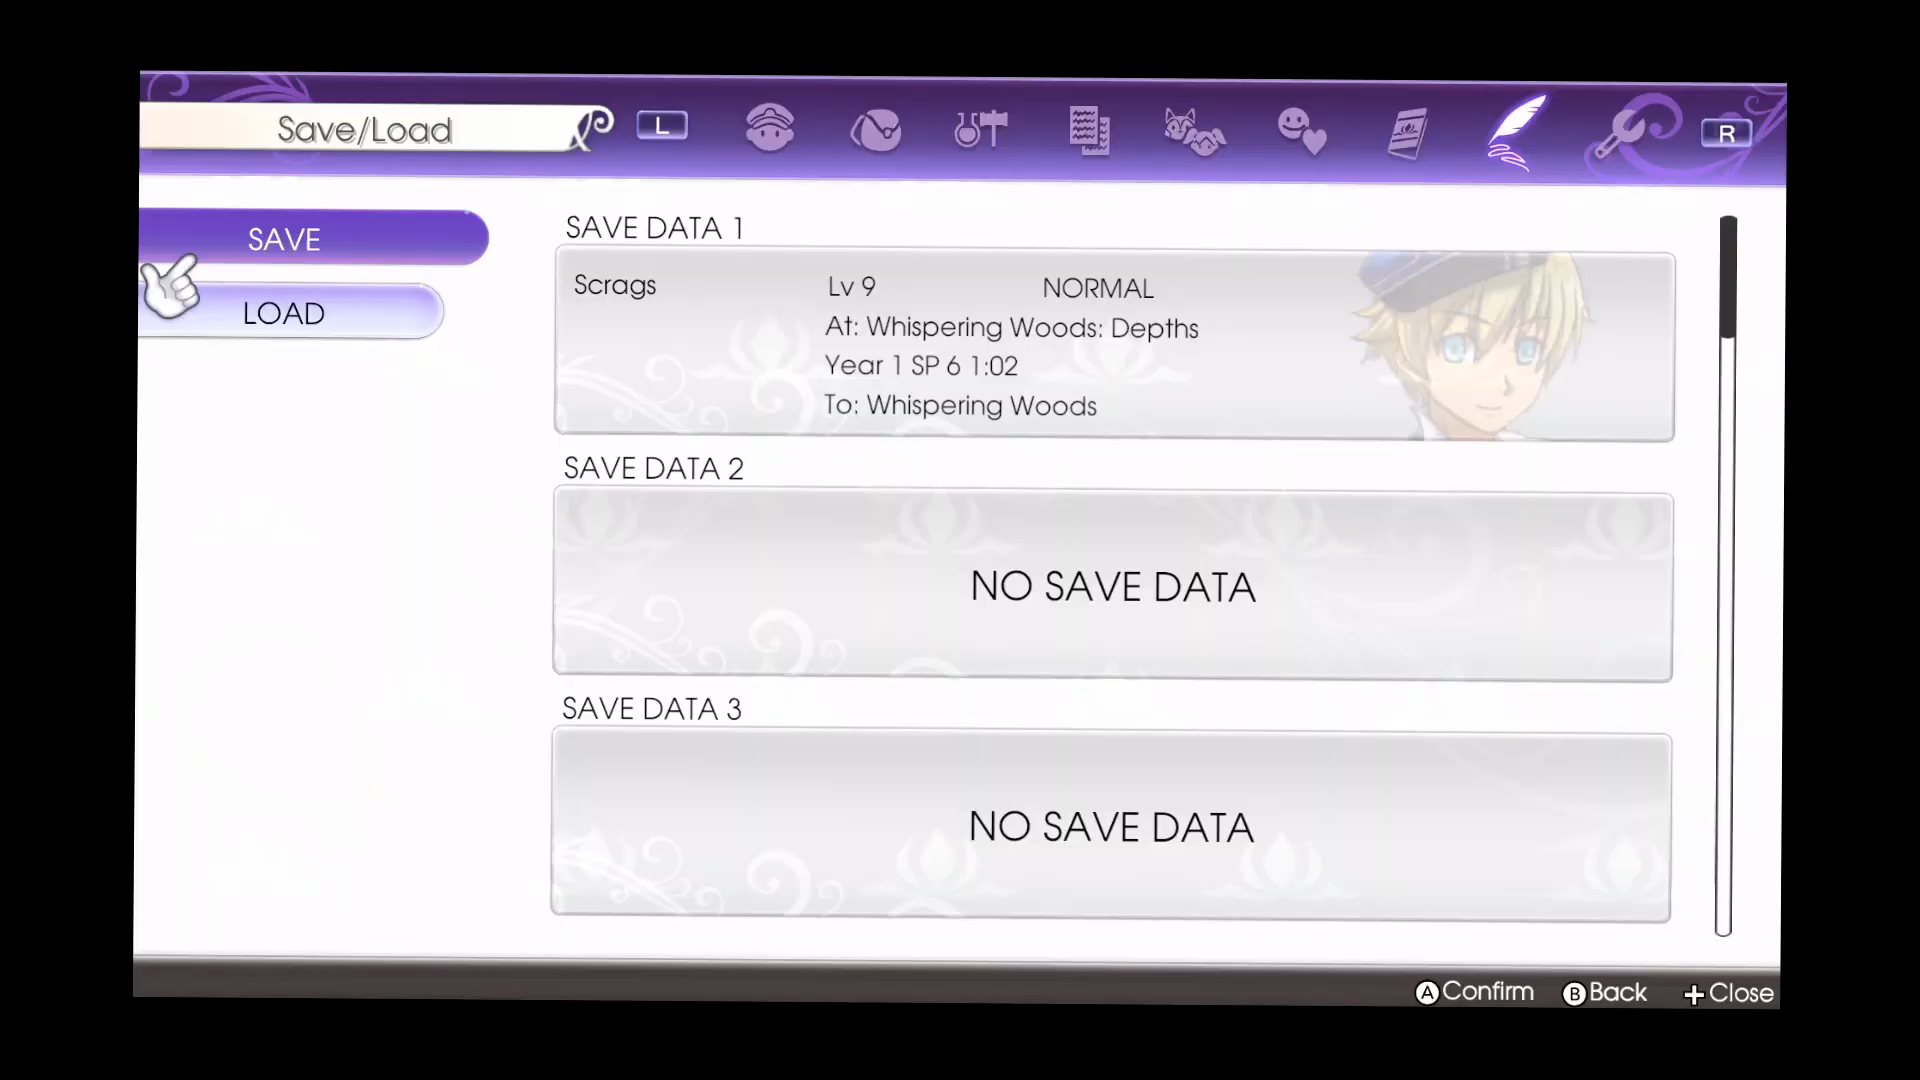 Save/Load
L
R
SAVE
LOAD
SAVE DATA 1
Scrags
Lv 9
NORMAL
At: Whispering Woods: Depths
Year 1 SP 6 1:02
To: Whispering Woods
SAVE DATA 2
NO SAVE DATA
SAVE DATA 3
NO SAVE DATA
A Confirm
B Back
+ Close